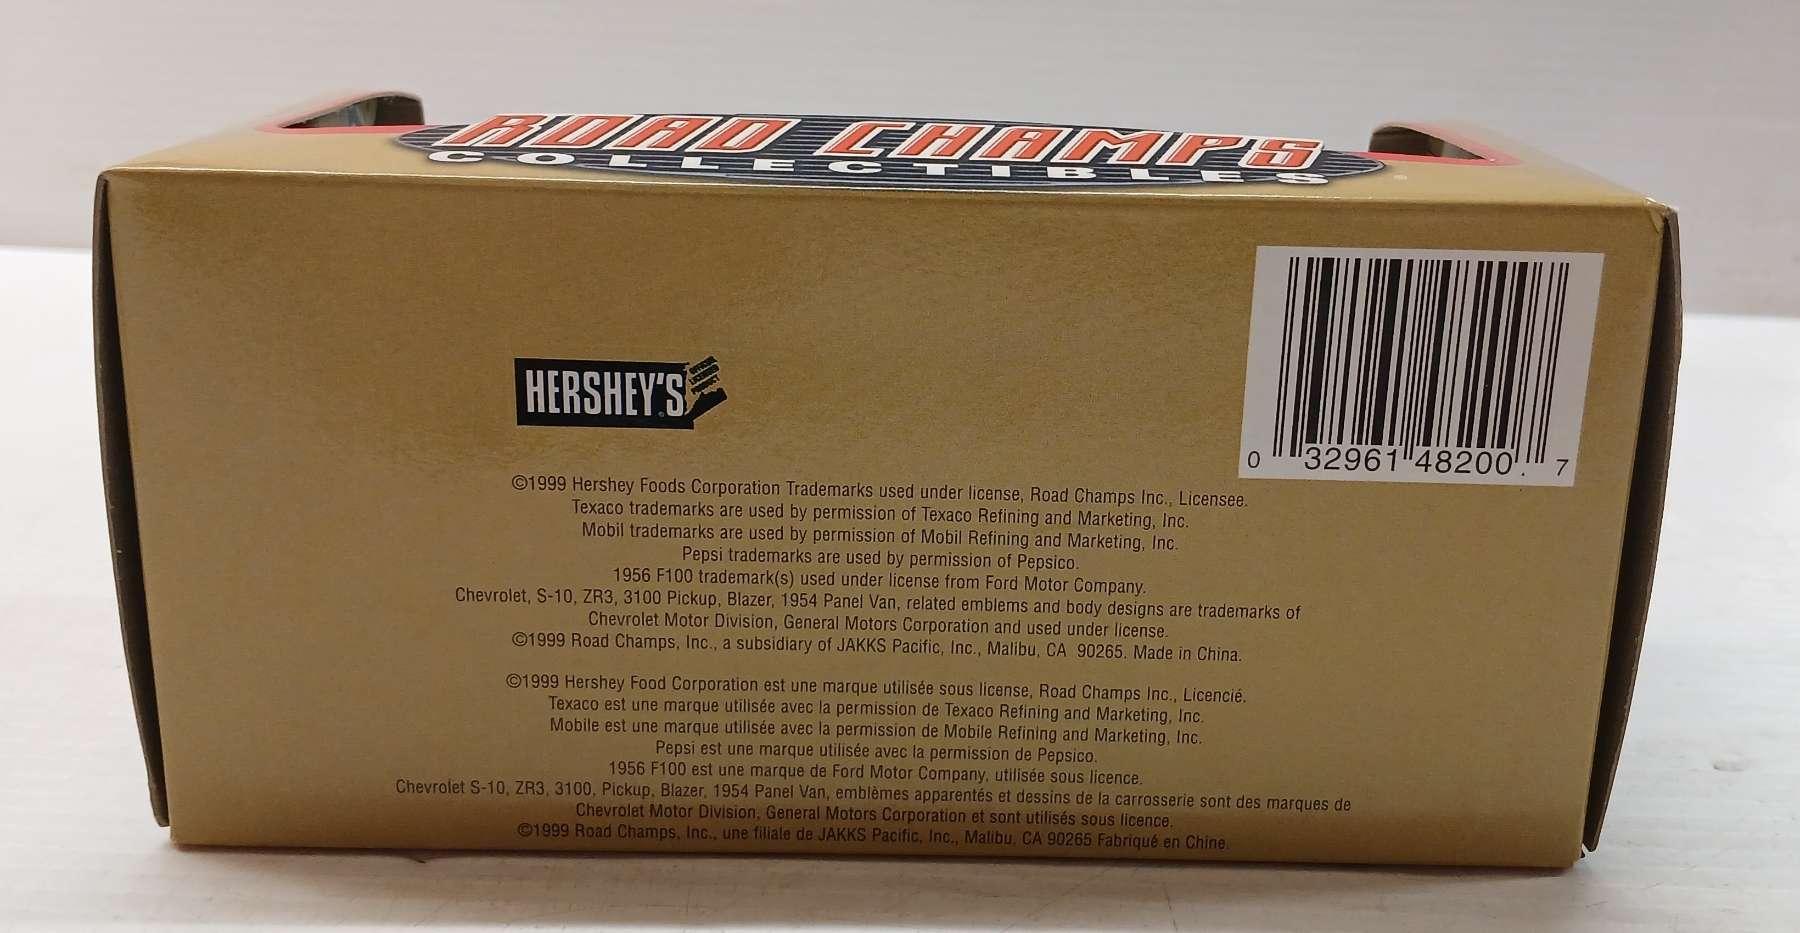 ROAD CHAMPS
COLLECTIBLES
HERSHEY'S
OFFICIAL
LICENSED
PRODUCT
0 32961 48200 7
©1999 Hershey Foods Corporation Trademarks used under license, Road Champs Inc., Licensee.
Texaco trademarks are used by permission of Texaco Refining and Marketing, Inc.
Mobil trademarks are used by permission of Mobil Refining and Marketing, Inc.
Pepsi trademarks are used by permission of Pepsico.
1956 F100 trademark(s) used under license from Ford Motor Company.
Chevrolet, S-10, ZR3, 3100 Pickup, Blazer, 1954 Panel Van, related emblems and body designs are trademarks of
Chevrolet Motor Division, General Motors Corporation and used under license.
©1999 Road Champs, Inc., a subsidiary of JAKKS Pacific, Inc., Malibu, CA 90265. Made in China.
©1999 Hershey Food Corporation est une marque utilisée sous license, Road Champs Inc., Licencié.
Texaco est une marque utilisée avec la permission de Texaco Refining and Marketing, Inc.
Mobile est une marque utilisée avec la permission de Mobile Refining and Marketing, Inc.
Pepsi est une marque utilisée avec la permission de Pepsico.
1956 F100 est une marque de Ford Motor Company, utilisée sous licence.
Chevrolet S-10, ZR3, 3100, Pickup, Blazer, 1954 Panel Van, emblèmes apparentés et dessins de la carrosserie sont des marques de
Chevrolet Motor Division, General Motors Corporation et sont utilisés sous licence.
©1999 Road Champs, Inc., une filiale de JAKKS Pacific, Inc., Malibu, CA 90265 Fabriqué en Chine.